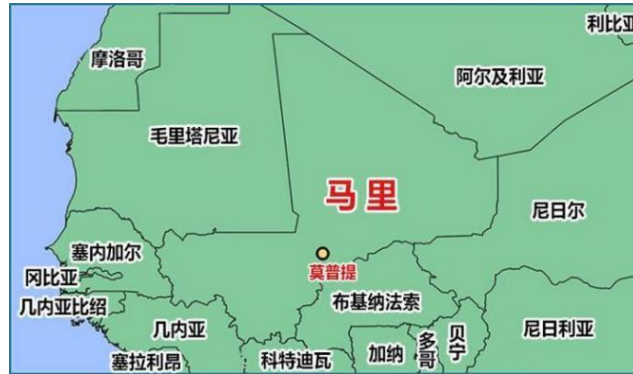 利比亚
摩洛哥
阿尔及利亚
毛里塔尼亚
马里
尼日尔
塞内加尔
莫普提
冈比亚
几内亚比绍
布基纳法索
几内亚
贝宁
尼日利亚
多哥
加纳
塞拉利昂
科特迪瓦